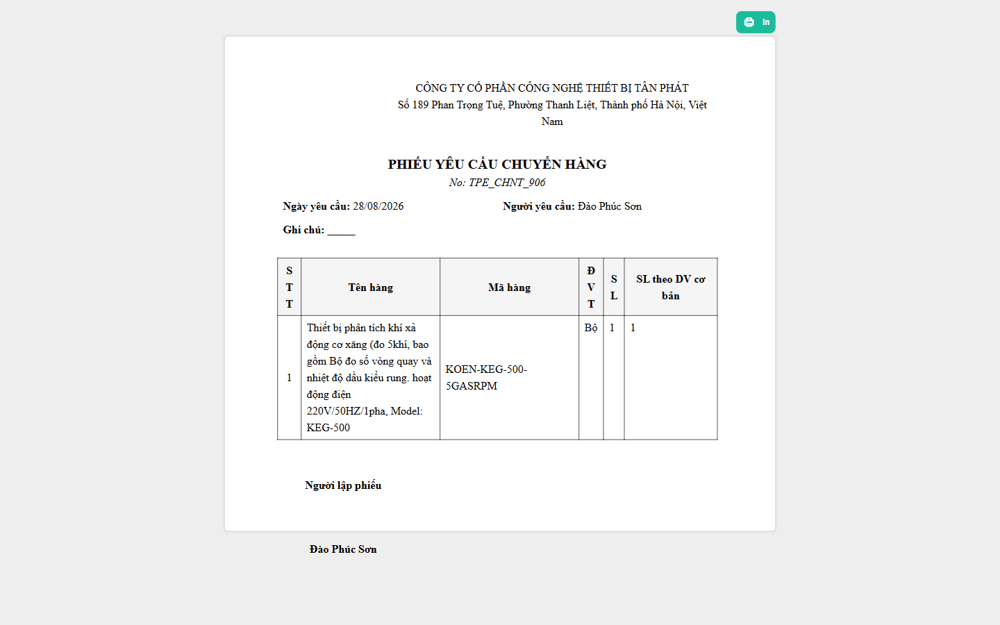 In
CÔNG TY CỔ PHẦN CÔNG NGHỆ THIẾT BỊ TÂN PHÁT
Số 189 Phan Trọng Tuệ, Phường Thanh Liệt, Thành phố Hà Nội, Việt
Nam
PHIẾU YÊU CẦU CHUYỂN HÀNG
No: TPE_CHNT_906
Ngày yêu cầu: 28/08/2026 Người yêu cầu: Đào Phúc Sơn
Ghi chú: _____
STT Tên hàng Mã hàng ĐVT SL SL theo DV cơ
bản
Thiết bị phân tích khí xả
động cơ xăng (đo 5khí, bao
gồm Bộ đo số vòng quay và
nhiệt độ dầu kiểu rung. hoạt
động điện
220V/50HZ/1pha, Model:
KEG-500
1
KOEN-KEG-500-
5GASRPM
Bộ 1 1
Người lập phiếu
Đào Phúc Sơn